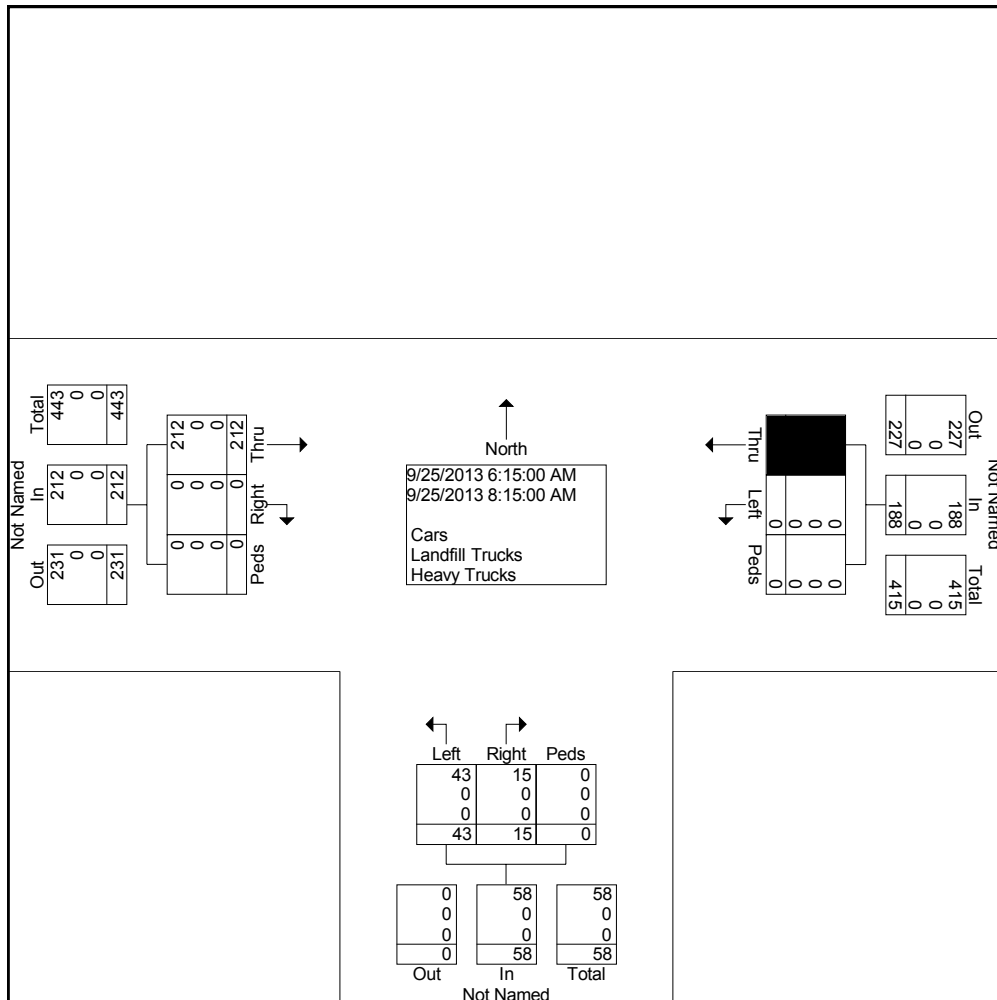 North
9/25/2013 6:15:00 AM
9/25/2013 8:15:00 AM
Cars
Landfill Trucks
Heavy Trucks
Not Named
Total In Out
443 212 231
0 0 0
0 0 0
443 212 231
Thru Right Peds
212 0 0
0 0 0
0 0 0
212 0 0
Thru Left Peds
0 0
0 0
0 0
0 0
Out In Total
227 188 415
0 0 0
0 0 0
227 188 415
Not Named
Left Right Peds
43 15 0
0 0 0
0 0 0
43 15 0
0 58 58
0 0 0
0 0 0
0 58 58
Out In Total
Not Named